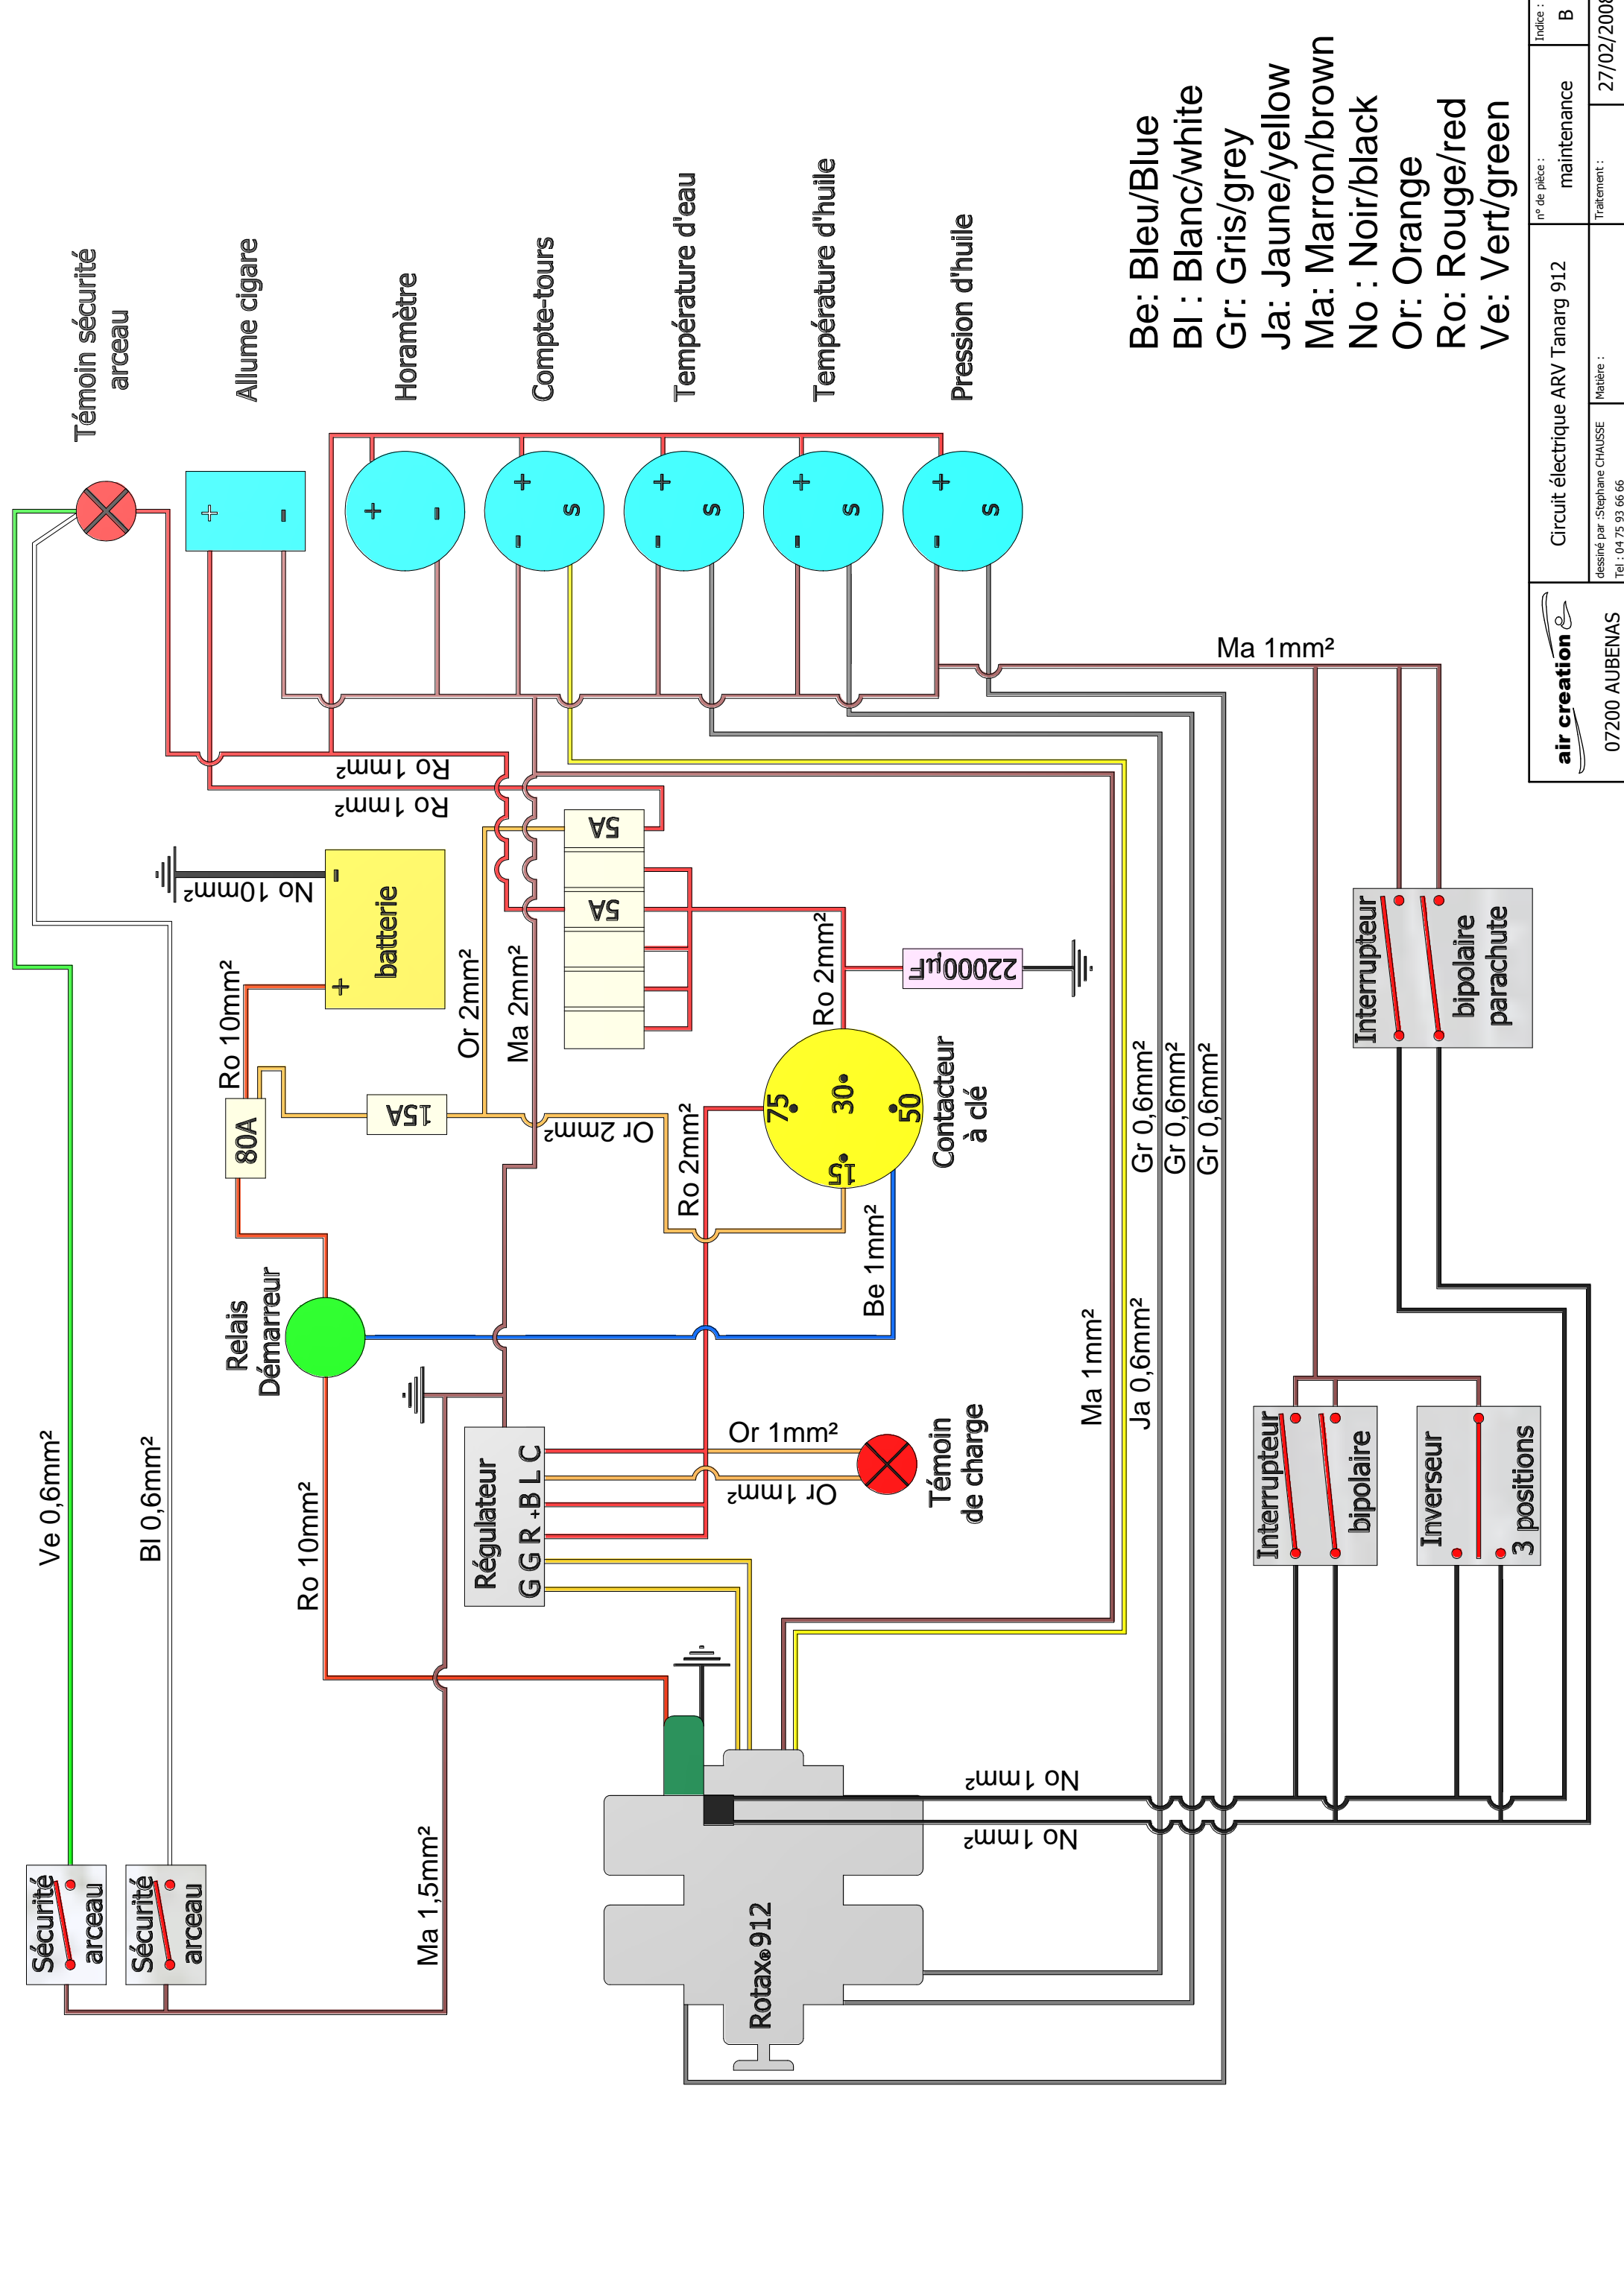 Témoin sécurité
arceau
Allume cigare
Horamètre
Compte-tours
Température d'eau
Température d'huile
Pression d'huile
+
-
+
-
+
-
s
+
-
s
+
-
s
+
-
s
Ve 0,6mm²
Bl 0,6mm²
Sécurité
arceau
Sécurité
arceau
Ro 1mm²
Ro 1mm²
No 10mm²
-
batterie
+
Ro 10mm²
80A
15A
Or 2mm²
Ma 2mm²
Or 2mm²
5A
5A
Ro 2mm²
22000µF
Relais
Démarreur
Ro 10mm²
Ro 2mm²
75
30
15
50
Contacteur
à clé
Be 1mm²
Régulateur
G G R +B L C
Or 1mm²
Or 1mm²
Témoin
de charge
Ma 1,5mm²
Rotax®912
Ma 1mm²
Ja 0,6mm²
Gr 0,6mm²
Gr 0,6mm²
Gr 0,6mm²
No 1mm²
No 1mm²
Ma 1mm²
Interrupteur
bipolaire
parachute
Interrupteur
bipolaire
Inverseur
3 positions
Be: Bleu/Blue
Bl : Blanc/white
Gr: Gris/grey
Ja: Jaune/yellow
Ma: Marron/brown
No : Noir/black
Or: Orange
Ro: Rouge/red
Ve: Vert/green
air creation
07200 AUBENAS
Circuit électrique ARV Tanarg 912
n° de pièce :
maintenance
Indice :
B
dessiné par :Stephane CHAUSSE
Tel : 04 75 93 66 66
Matière :
Traitement :
27/02/2008